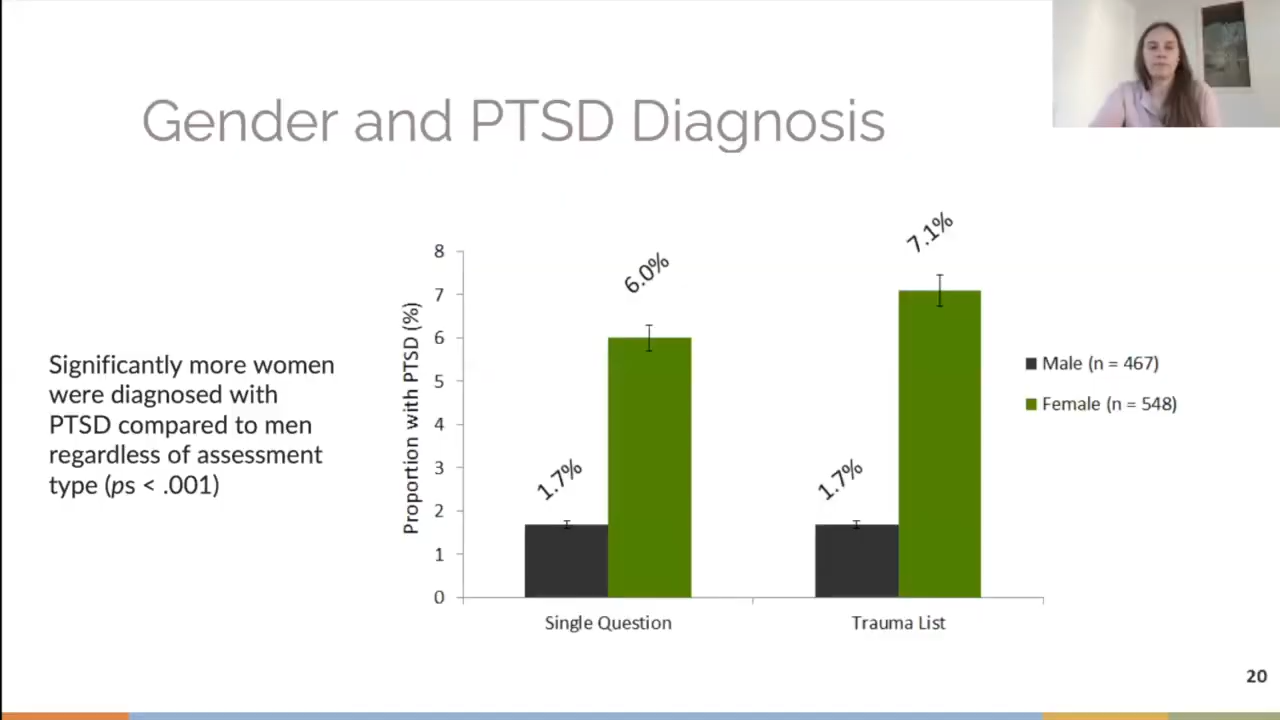 Gender and PTSD Diagnosis
Significantly more women
were diagnosed with
PTSD compared to men
regardless of assessment
type (ps < .001)
Proportion with PTSD (%)
8
7
6
5
4
3
2
1
0
1.7%
6.0%
1.7%
7.1%
Single Question
Trauma List
Male (n = 467)
Female (n = 548)
20